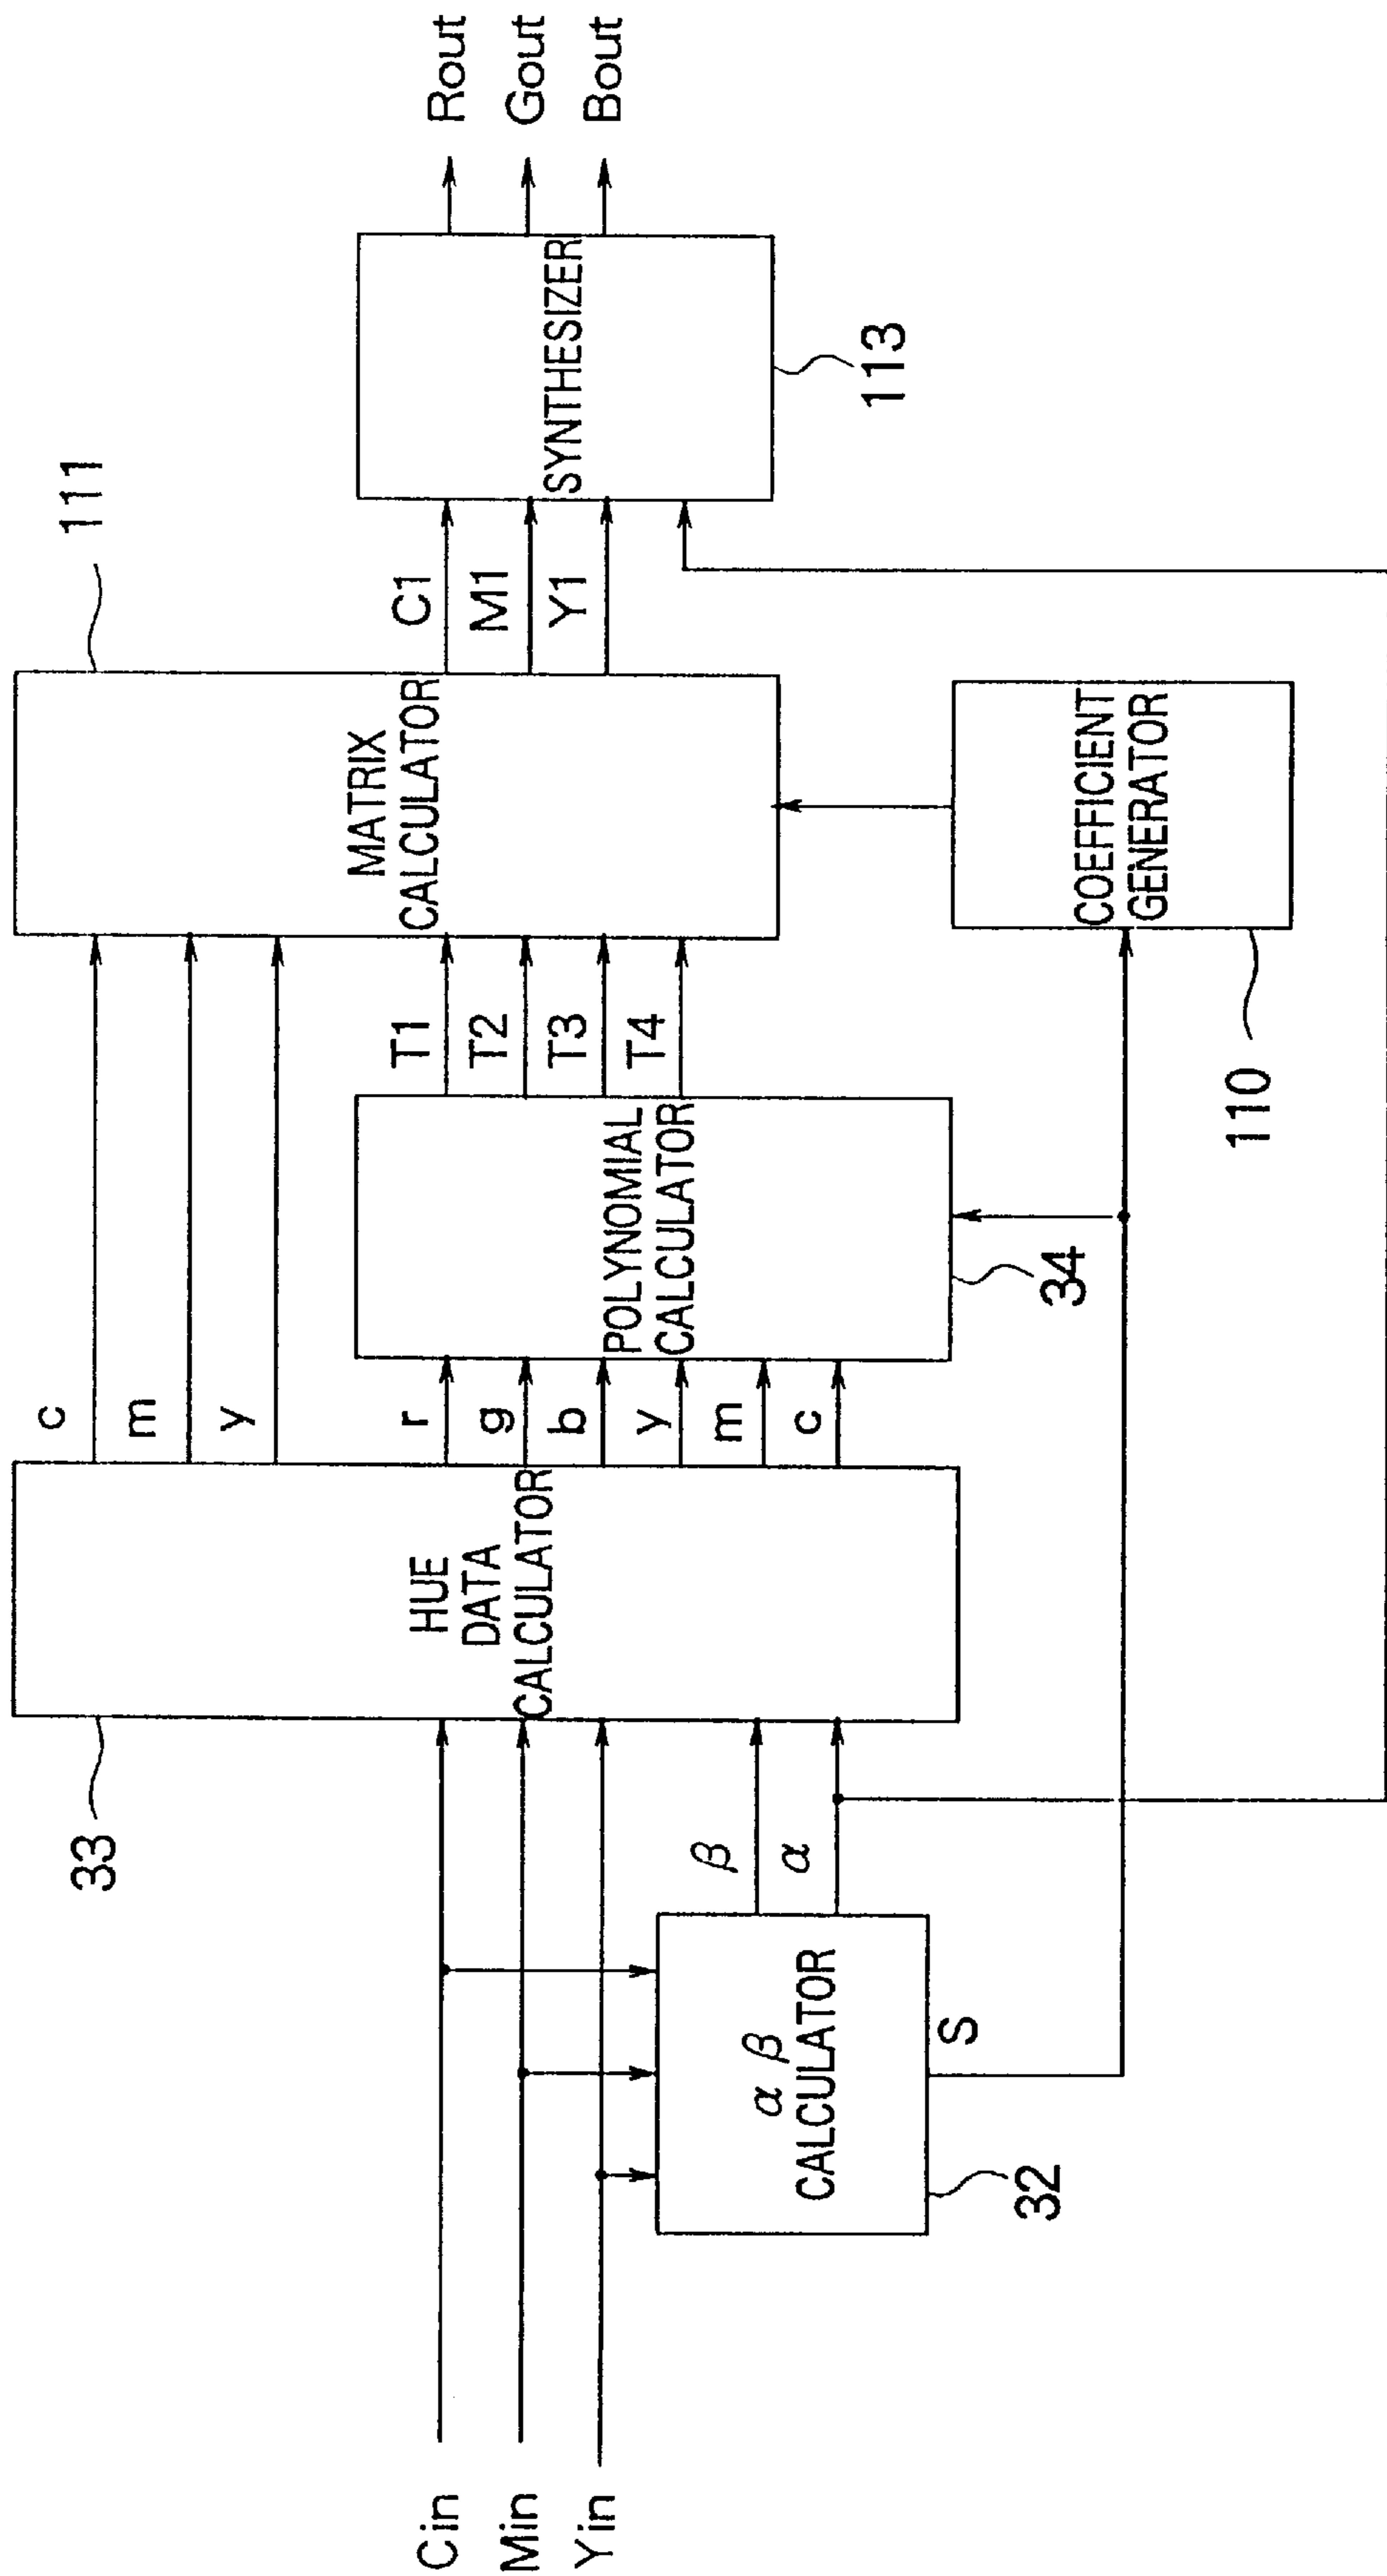 Cin
Min
Yin
α β
CALCULATOR
32
S
β
α
33
HUE
DATA
CALCULATOR
c
m
y
r
g
b
y
m
c
POLYNOMIAL
CALCULATOR
34
T1
T2
T3
T4
MATRIX
CALCULATOR
111
COEFFICIENT
GENERATOR
110
C1
M1
Y1
SYNTHESIZER
113
Rout
Gout
Bout